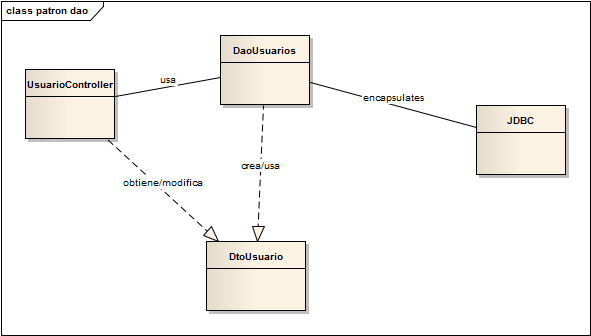 class patron dao
DaoUsuarios
UsuarioController
usa
encapsulates
JDBC
crea/usa
obtiene/modifica
DtoUsuario